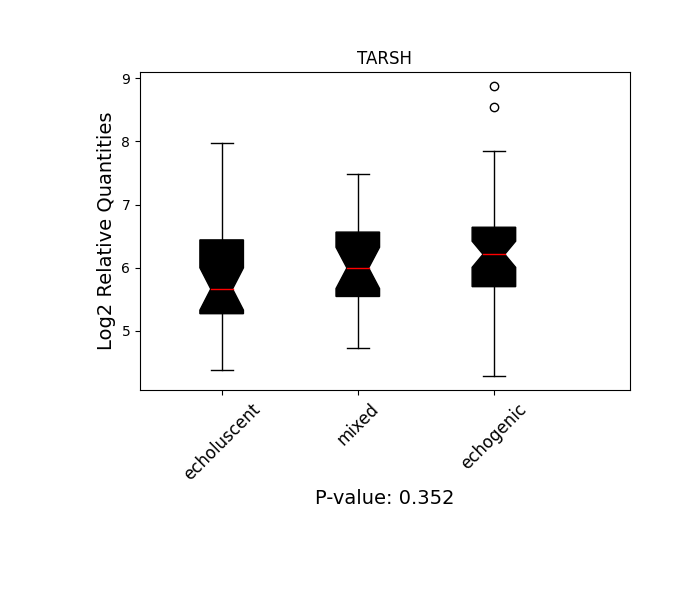 TARSH
Log2 Relative Quantities
9
8
7
6
5
echoluscent
mixed
echogenic
P-value: 0.352